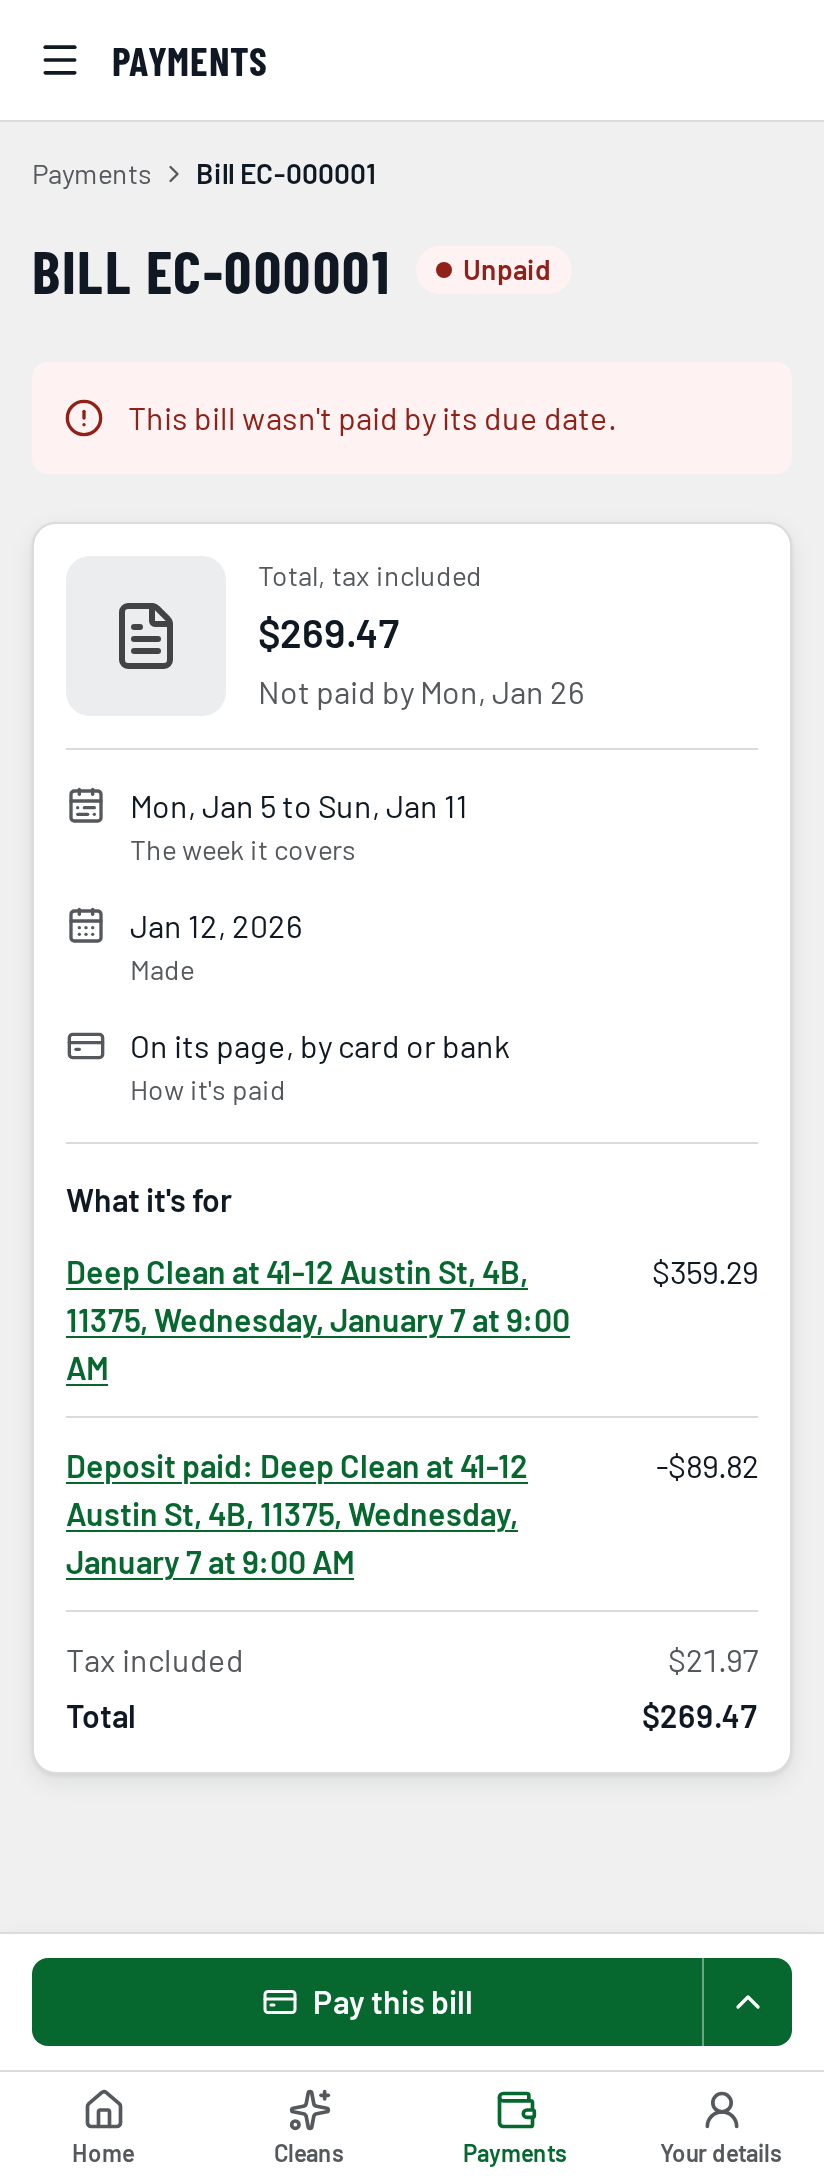 PAYMENTS
Payments > Bill EC-000001
BILL EC-000001
Unpaid
This bill wasn't paid by its due date.
Total, tax included
$269.47
Not paid by Mon, Jan 26
Mon, Jan 5 to Sun, Jan 11
The week it covers
Jan 12, 2026
Made
On its page, by card or bank
How it's paid
What it's for
Deep Clean at 41-12 Austin St, 4B, $359.29
11375, Wednesday, January 7 at 9:00
AM
Deposit paid: Deep Clean at 41-12 -$89.82
Austin St, 4B, 11375, Wednesday,
January 7 at 9:00 AM
Tax included $21.97
Total $269.47
Pay this bill
Home Cleans Payments Your details